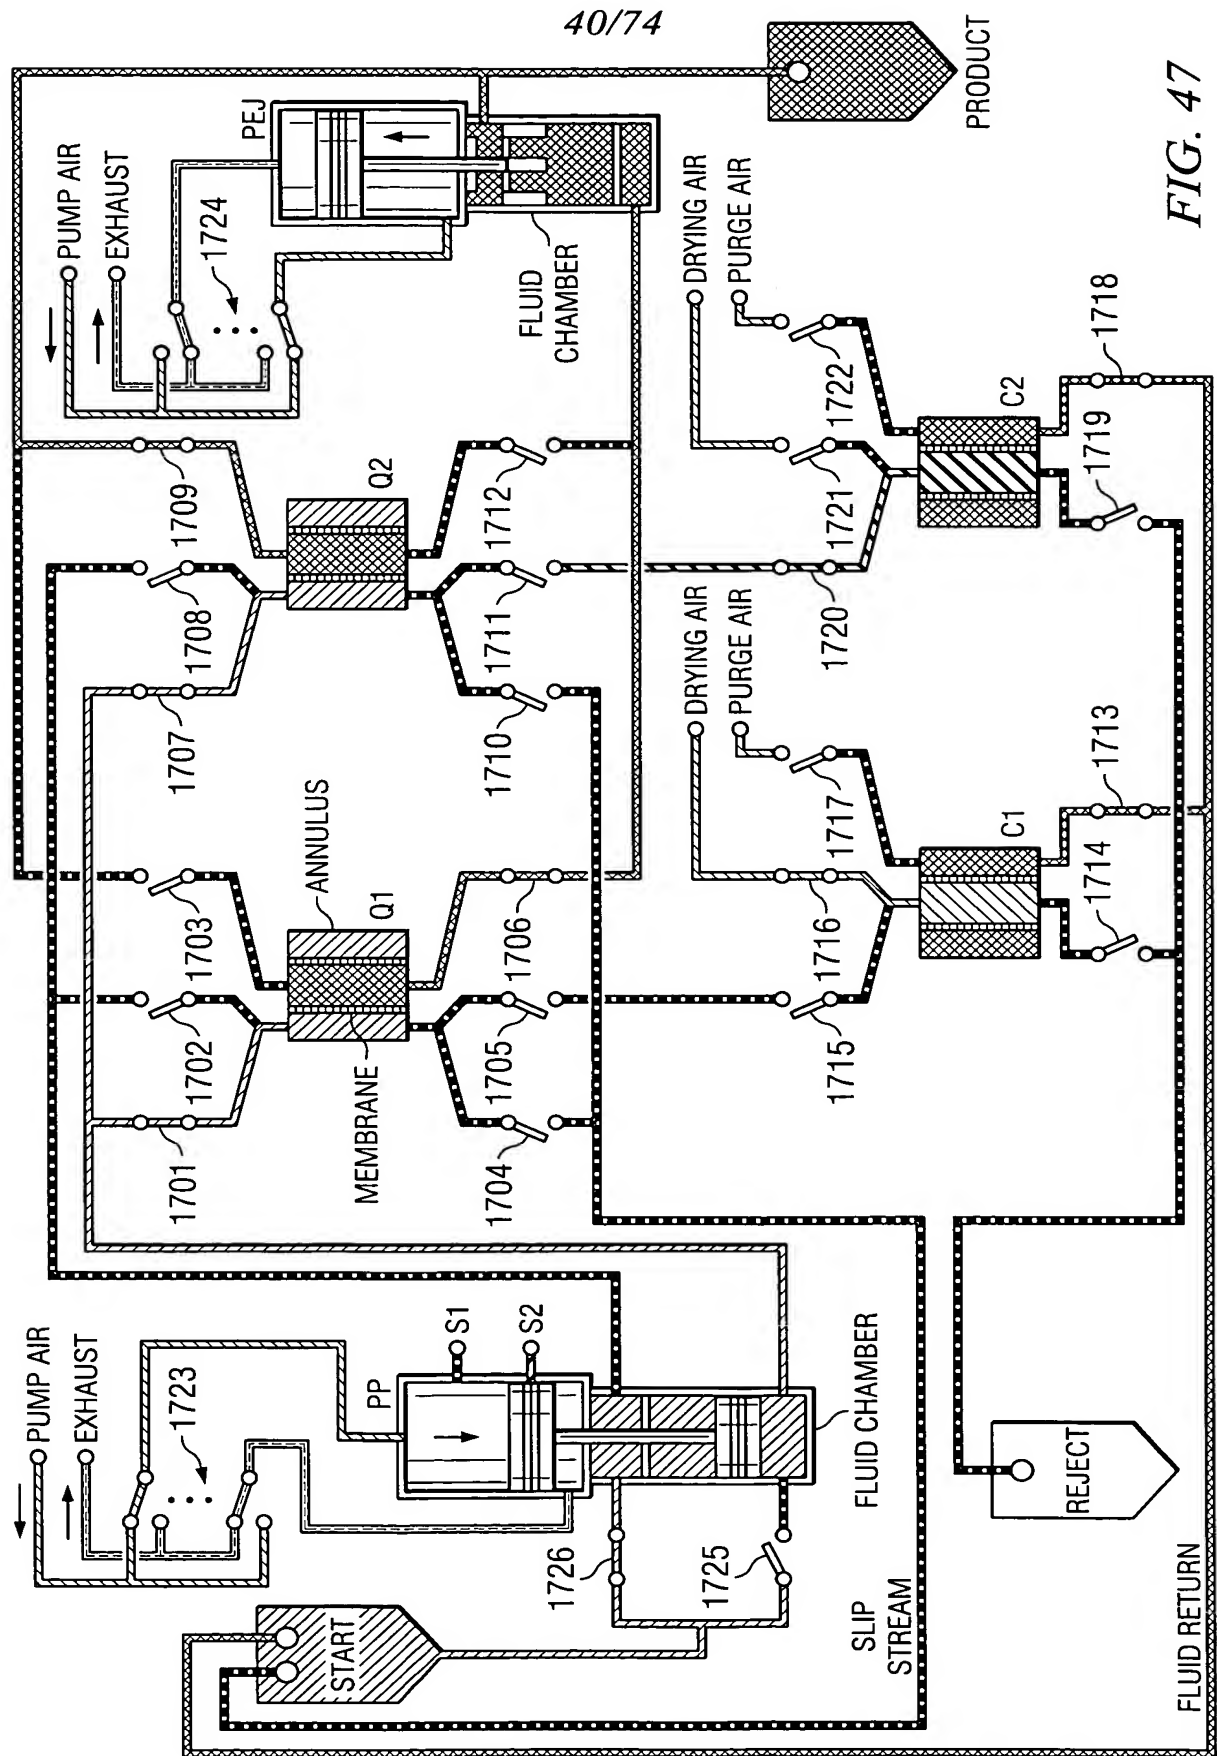 40/74
PUMP AIR
EXHAUST
1723
PP
S1
S2
START
1726
1725
FLUID CHAMBER
SLIP
STREAM
REJECT
FLUID RETURN
1701
1702
1703
ANNULUS
MEMBRANE
Q1
1704
1705
1706
1707
1708
1709
Q2
1710
1711
1712
PUMP AIR
EXHAUST
1724
PEJ
FLUID
CHAMBER
PRODUCT
DRYING AIR
PURGE AIR
1715
1716
1717
C1
1714
1713
DRYING AIR
PURGE AIR
1720
1721
1722
C2
1719
1718
FIG. 47